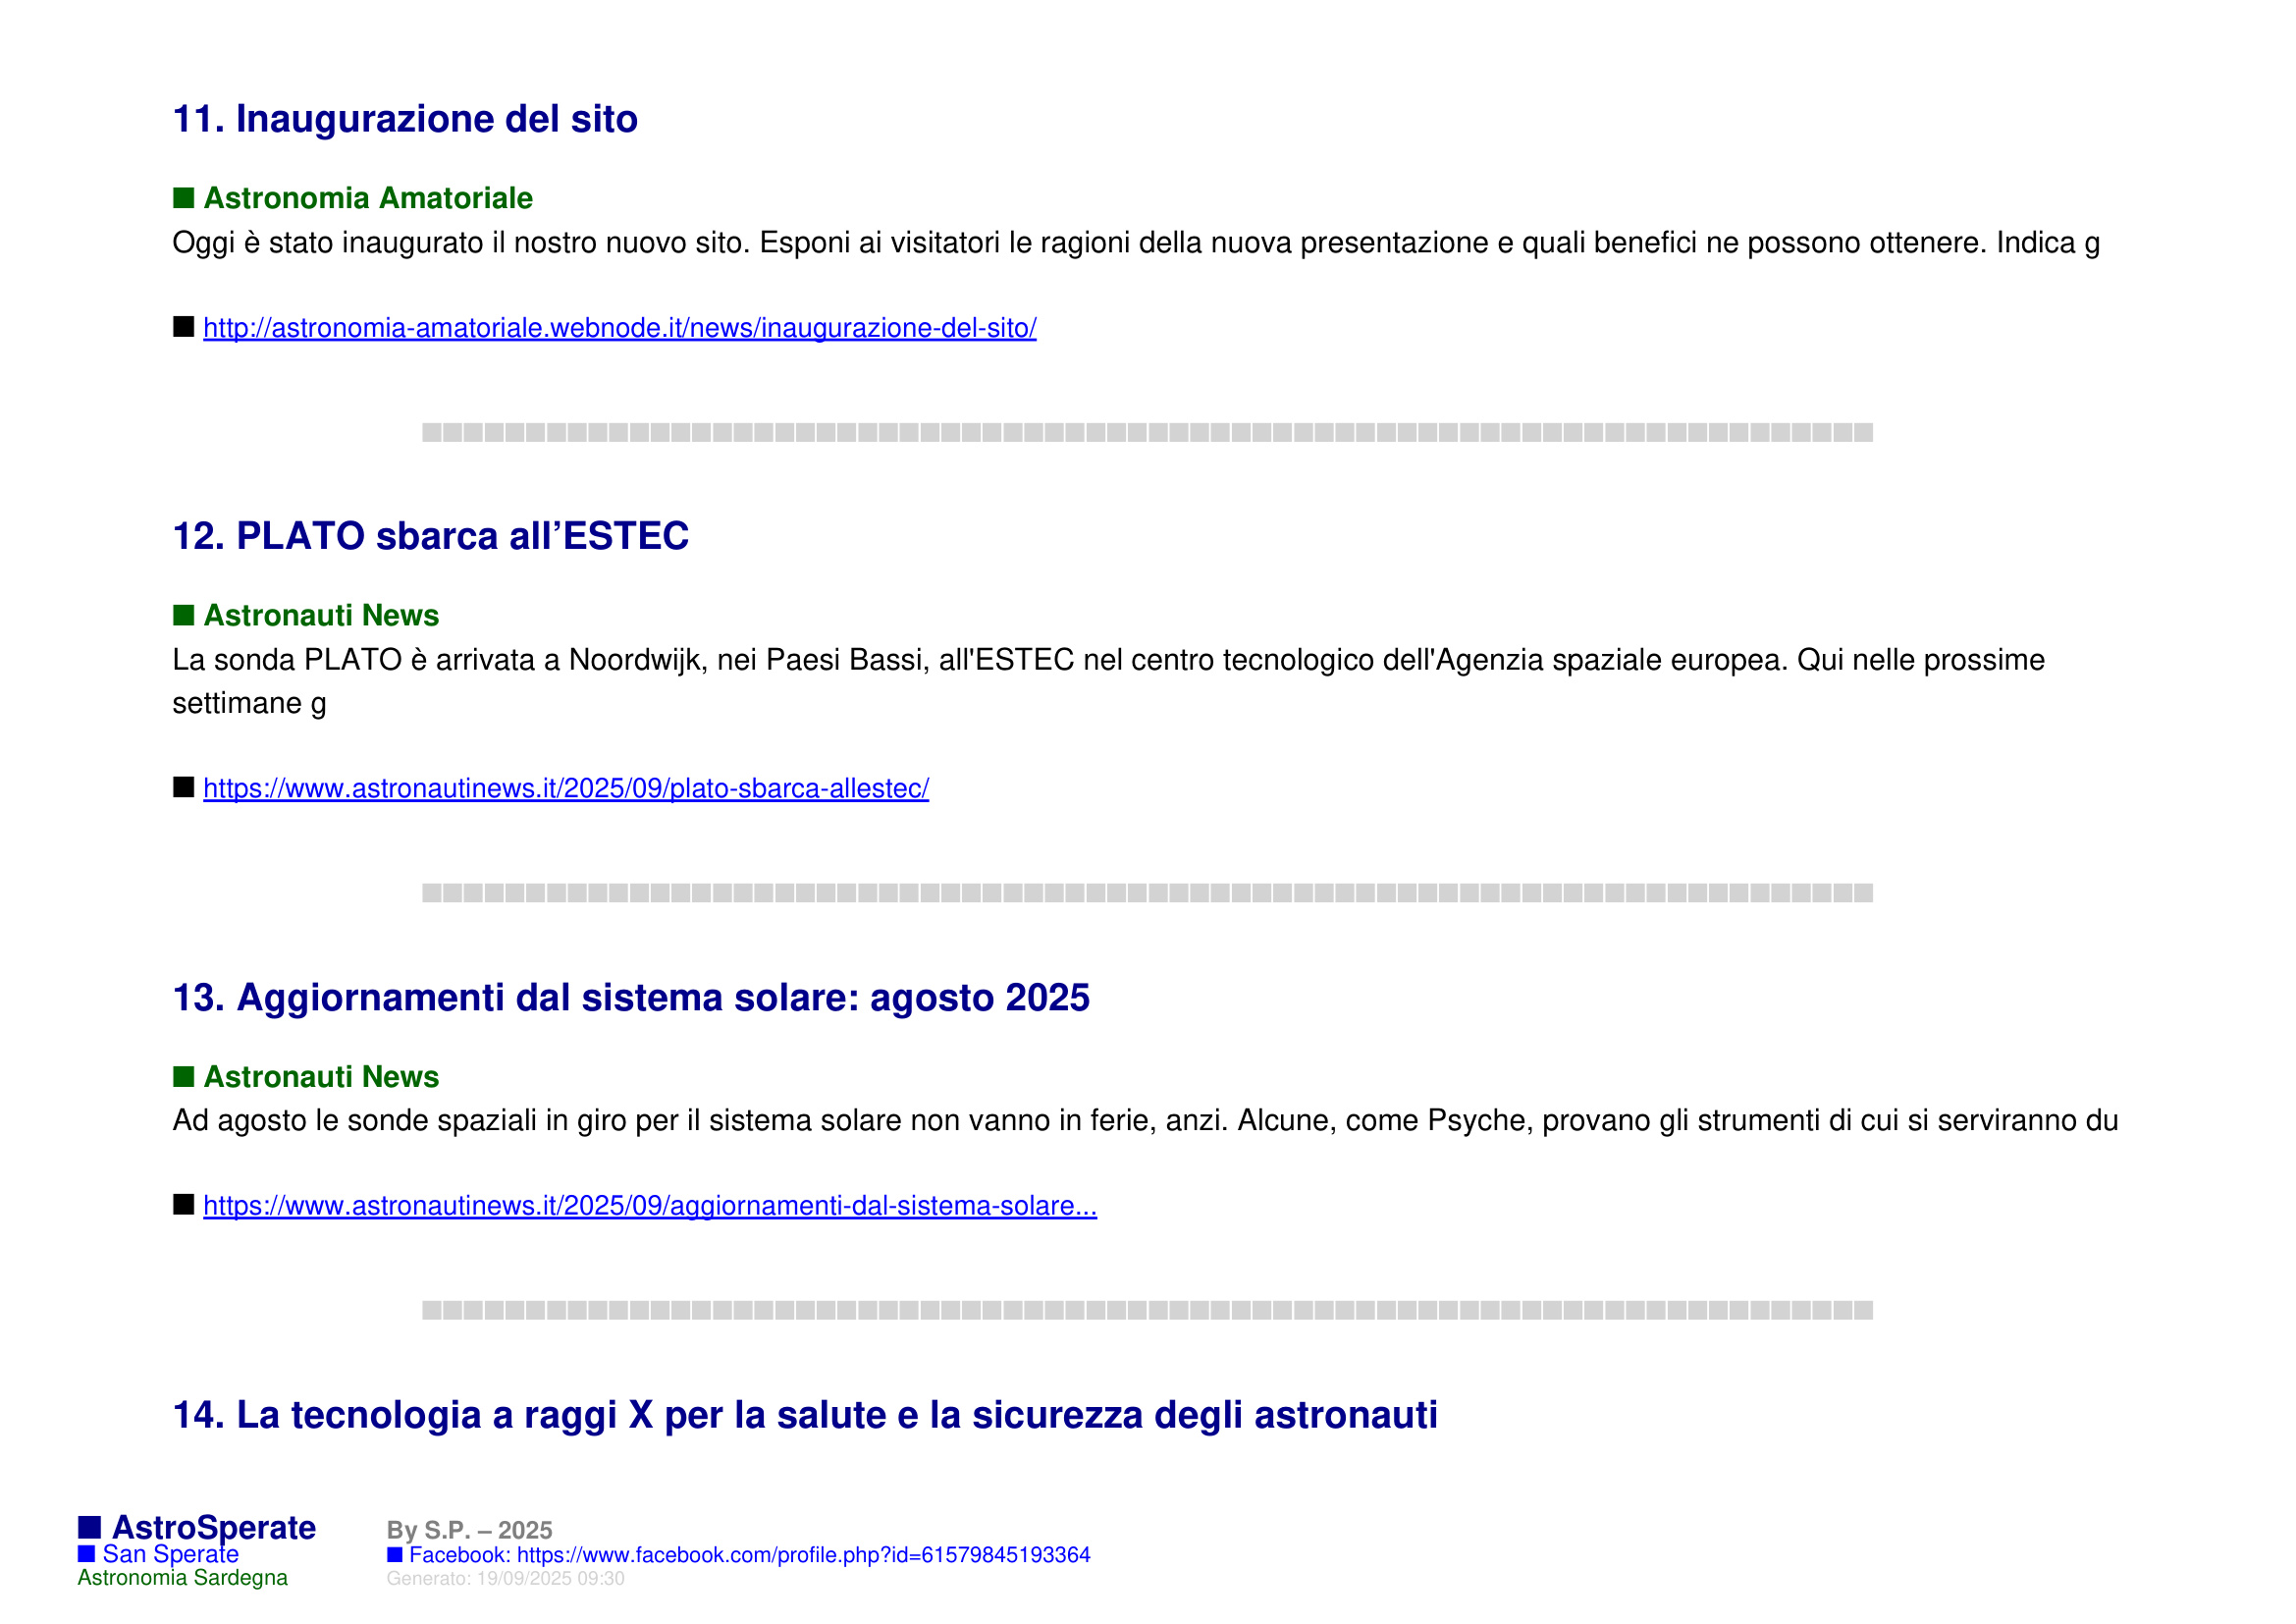 11. Inaugurazione del sito
■ Astronomia Amatoriale
Oggi è stato inaugurato il nostro nuovo sito. Esponi ai visitatori le ragioni della nuova presentazione e quali benefici ne possono ottenere. Indica g
■ http://astronomia-amatoriale.webnode.it/news/inaugurazione-del-sito/
12. PLATO sbarca all’ESTEC
■ Astronauti News
La sonda PLATO è arrivata a Noordwijk, nei Paesi Bassi, all'ESTEC nel centro tecnologico dell'Agenzia spaziale europea. Qui nelle prossime
settimane g
■ https://www.astronautinews.it/2025/09/plato-sbarca-allestec/
13. Aggiornamenti dal sistema solare: agosto 2025
■ Astronauti News
Ad agosto le sonde spaziali in giro per il sistema solare non vanno in ferie, anzi. Alcune, come Psyche, provano gli strumenti di cui si serviranno du
■ https://www.astronautinews.it/2025/09/aggiornamenti-dal-sistema-solare...
14. La tecnologia a raggi X per la salute e la sicurezza degli astronauti
■ AstroSperate
■ San Sperate
Astronomia Sardegna
By S.P. – 2025
■ Facebook: https://www.facebook.com/profile.php?id=61579845193364
Generato: 19/09/2025 09:30